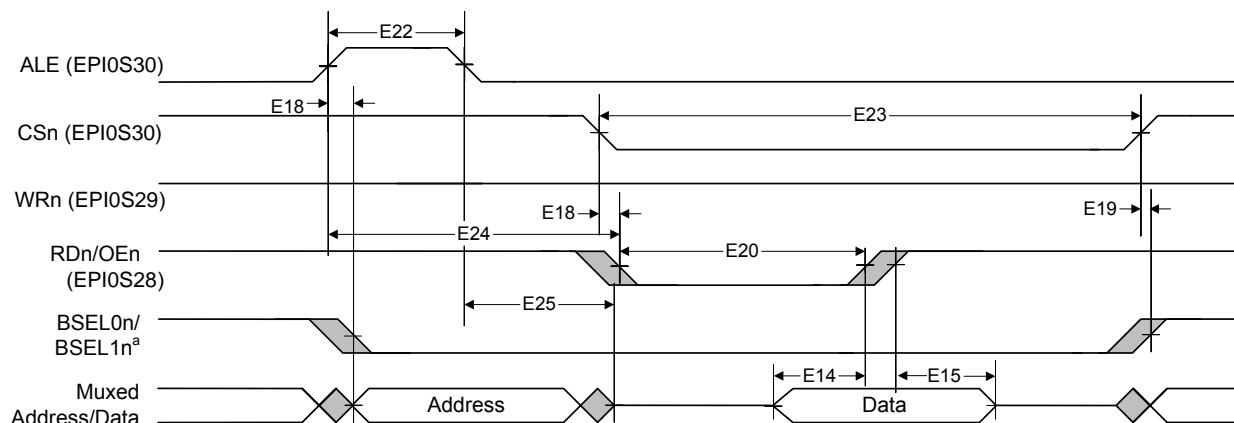 E22
ALE (EPI0S30)
E18
CSn (EPI0S30)
E23
WRn (EPI0S29)
E18
E19
E24
RDn/OEn
(EPI0S28)
E20
E25
BSEL0n/
BSEL1nᵃ
E14
E15
Muxed
Address/Data
Address
Data